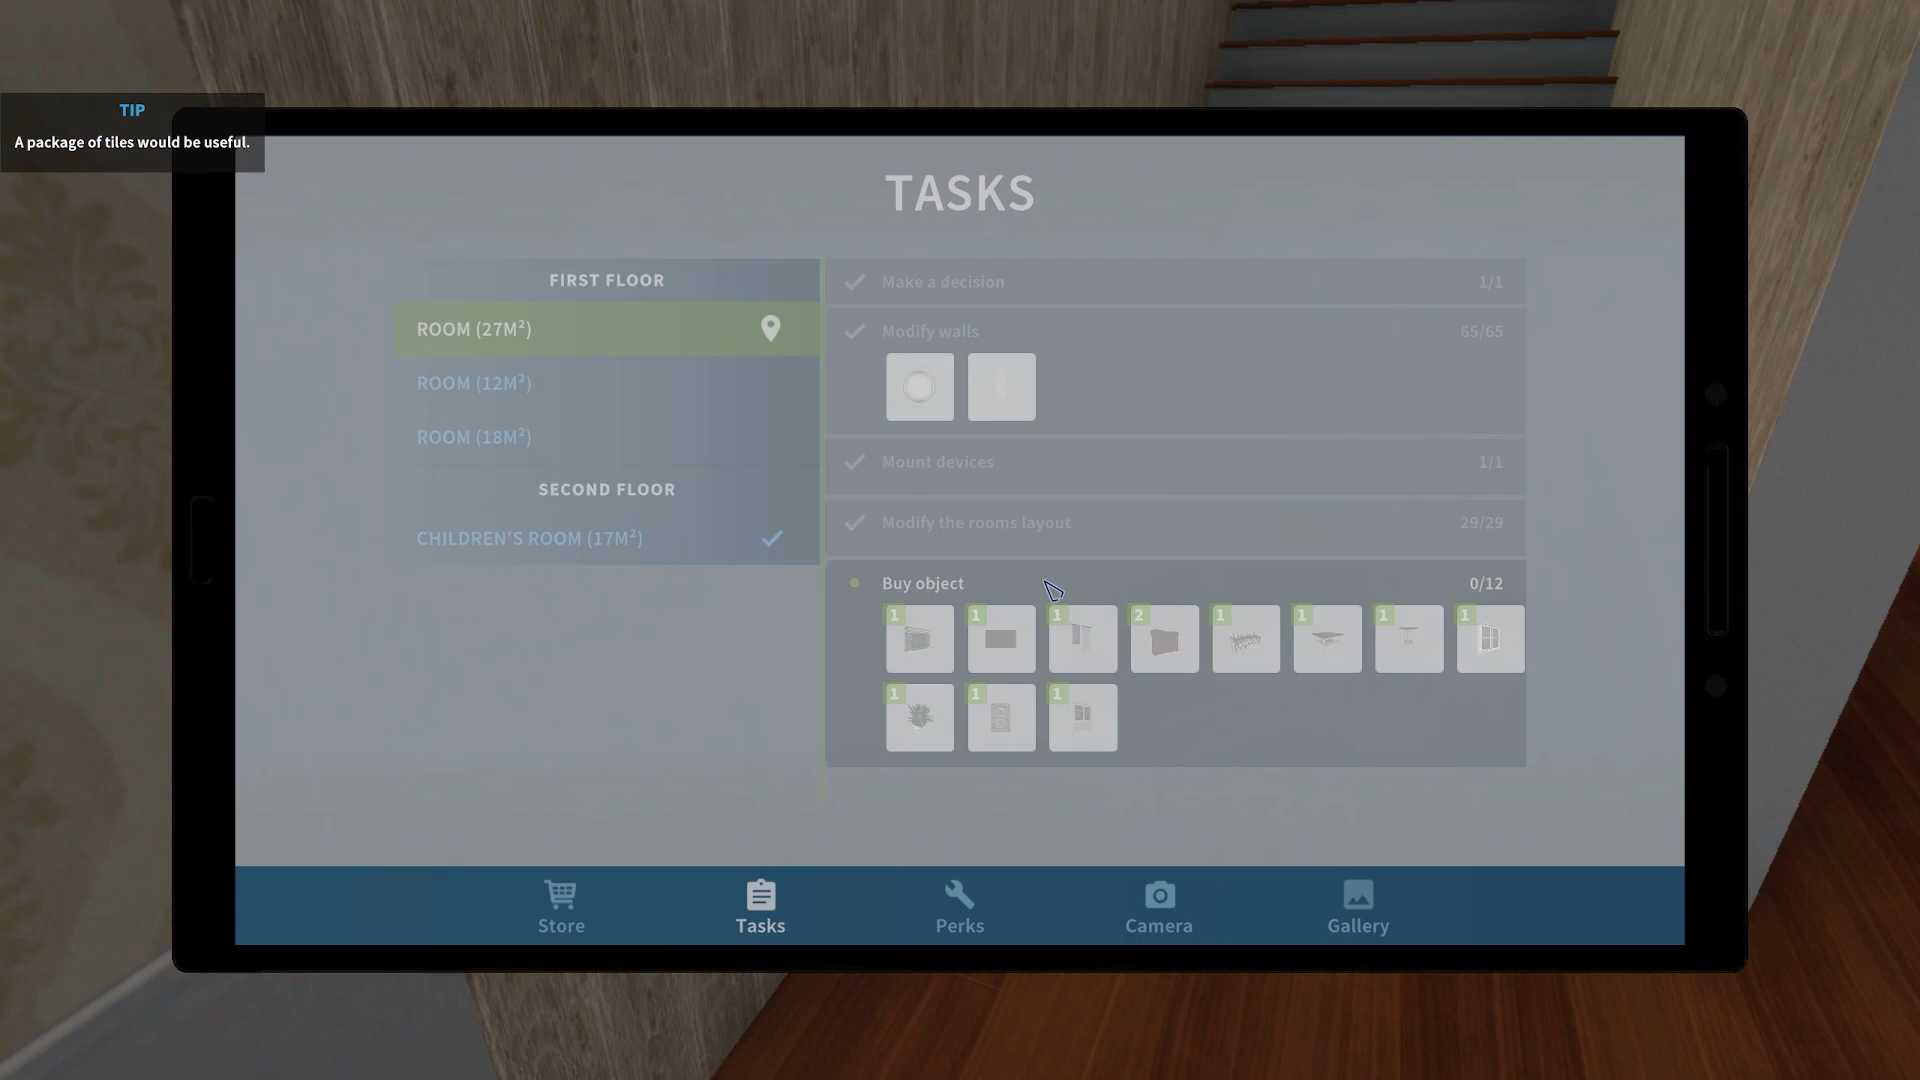 TIP
A package of tiles would be useful.
TASKS
FIRST FLOOR
ROOM (27M²)
ROOM (12M²)
ROOM (18M²)
SECOND FLOOR
CHILDREN'S ROOM (17M²)
Make a decision 1/1
Modify walls 65/65
Mount devices 1/1
Modify the rooms layout 29/29
Buy object 0/12
1 1 1 2 1 1 1 1
1 1 1
Store Tasks Perks Camera Gallery